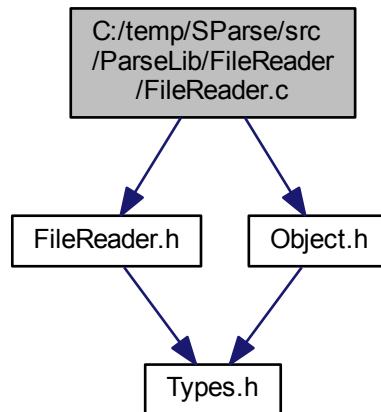 C:/temp/SParse/src
/ParseLib/FileReader
/FileReader.c
FileReader.h
Object.h
Types.h